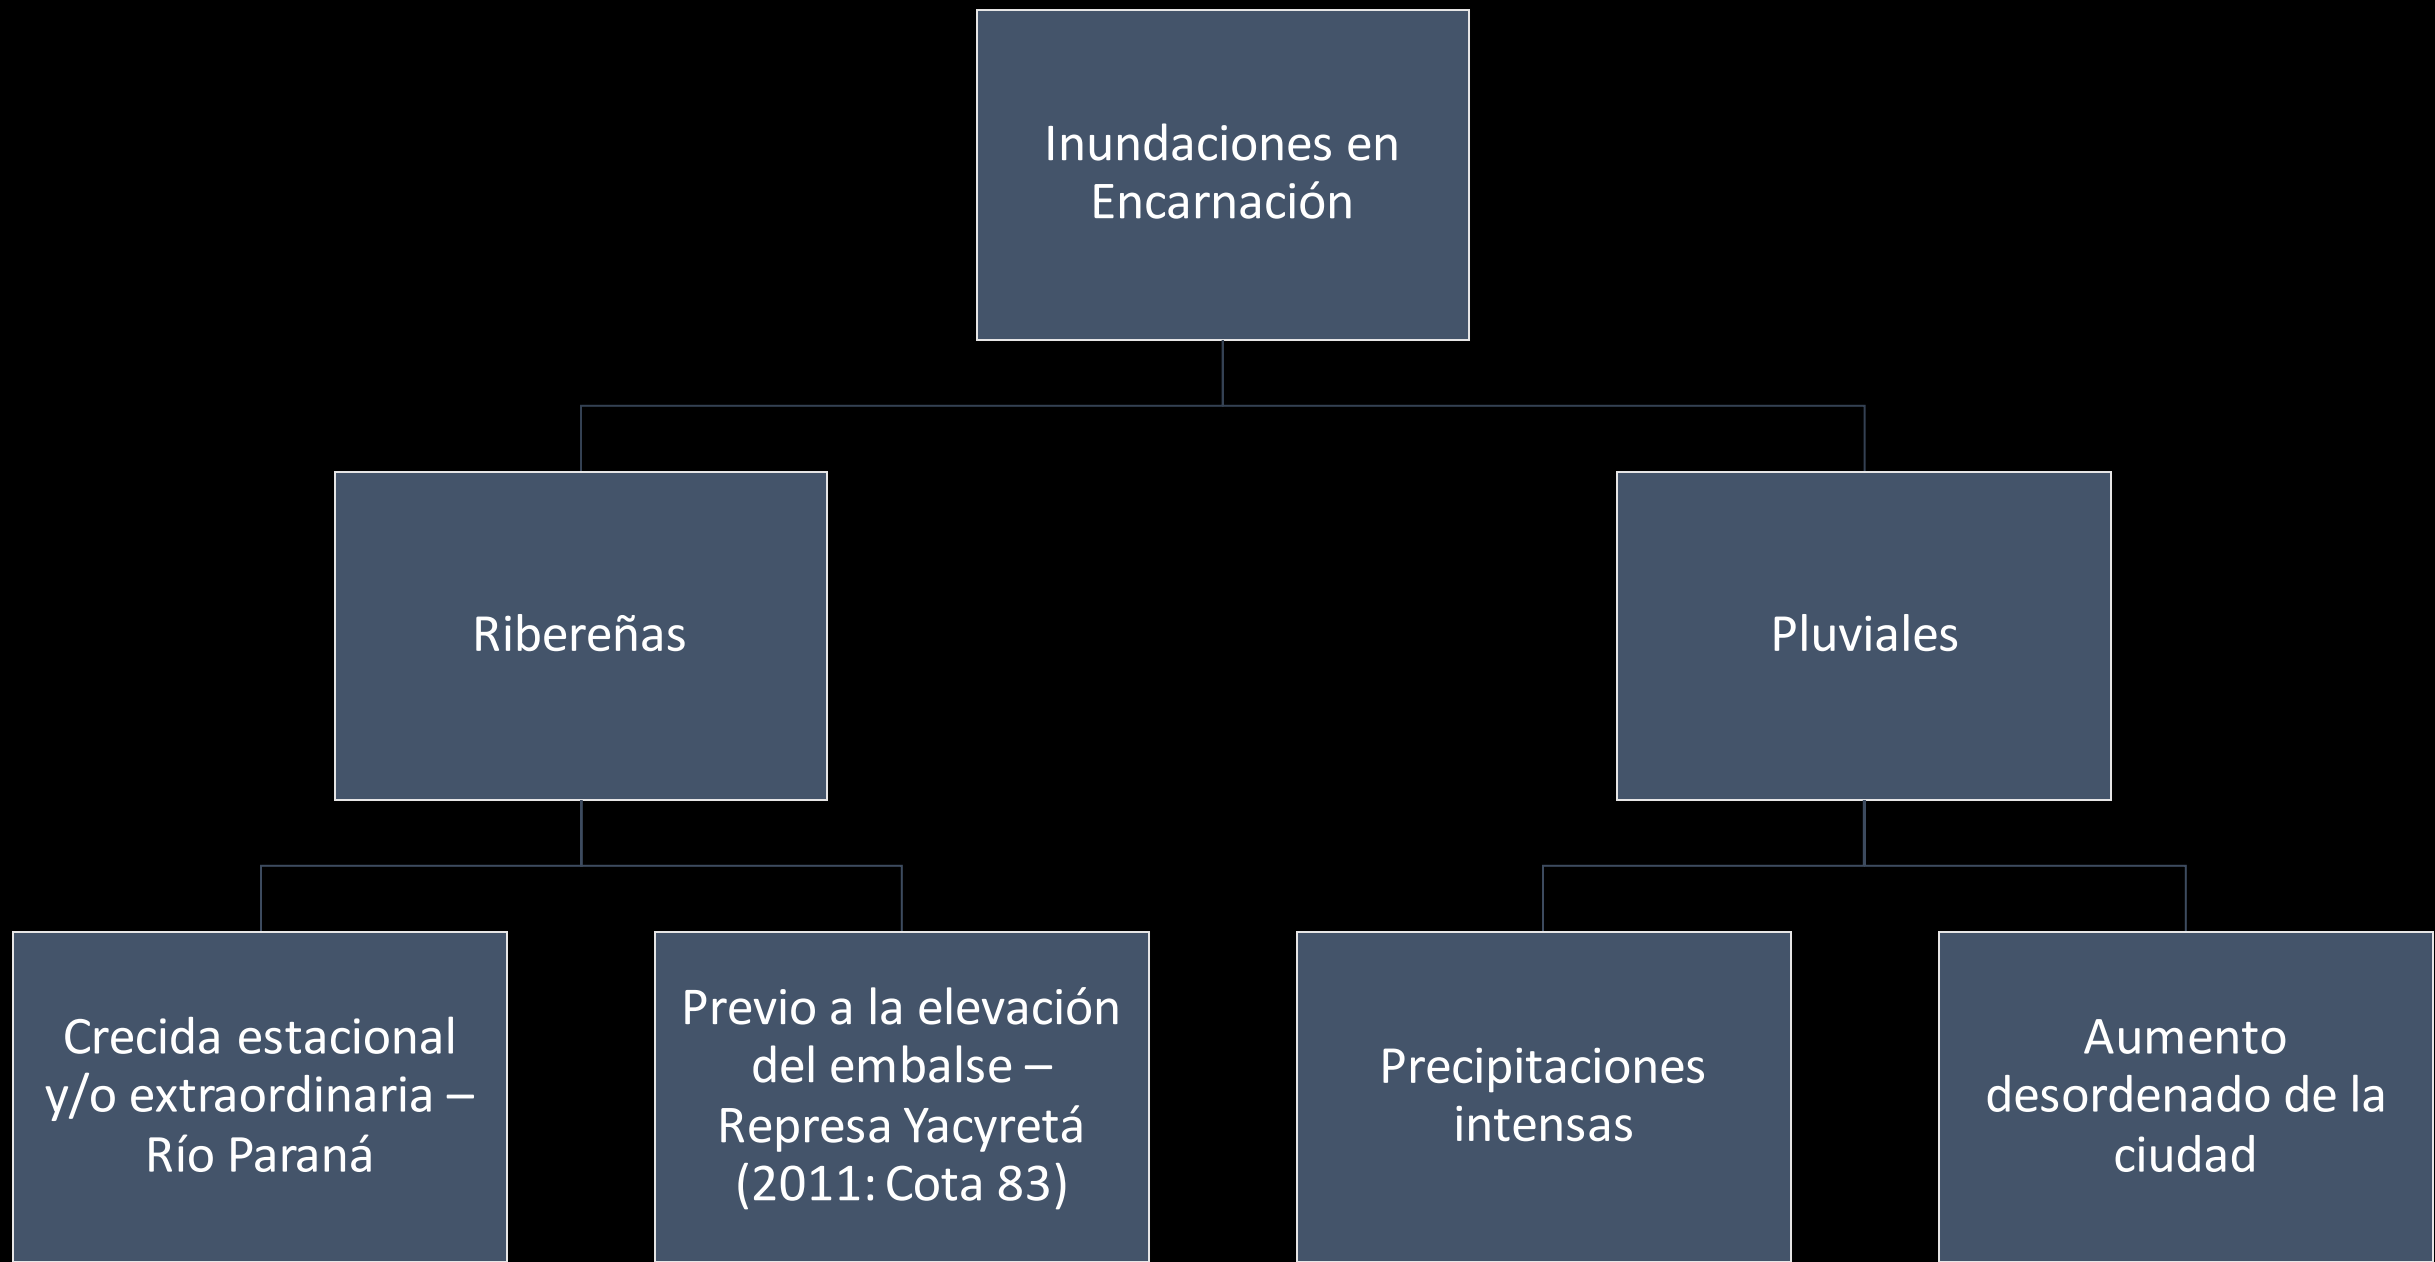 Inundaciones en
Encarnación
Ribereñas
Pluviales
Crecida estacional
y/o extraordinaria –
Río Paraná
Previo a la elevación
del embalse –
Represa Yacyretá
(2011: Cota 83)
Precipitaciones
intensas
Aumento
desordenado de la
ciudad